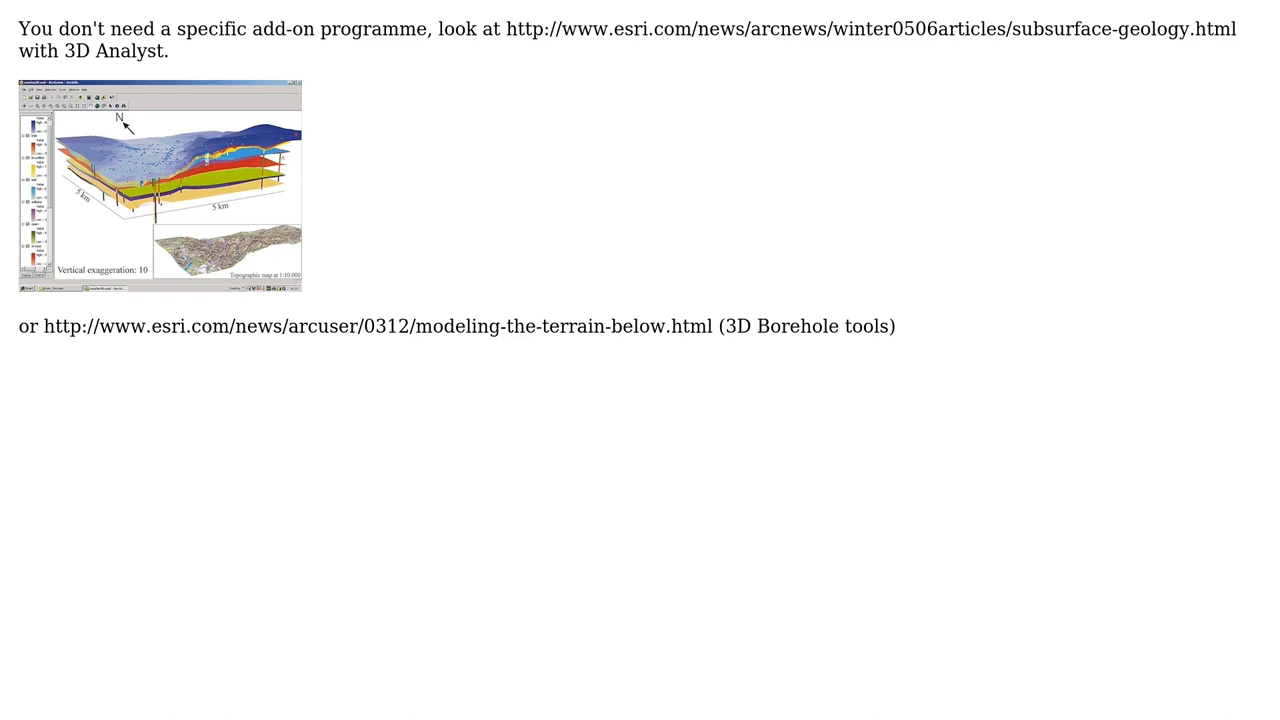 You don't need a specific add-on programme, look at http://www.esri.com/news/arcnews/winter0506articles/subsurface-geology.html
with 3D Analyst.
N
5 km
5 km
Vertical exaggeration: 10
Topographic map at 1:10.000
or http://www.esri.com/news/arcuser/0312/modeling-the-terrain-below.html (3D Borehole tools)